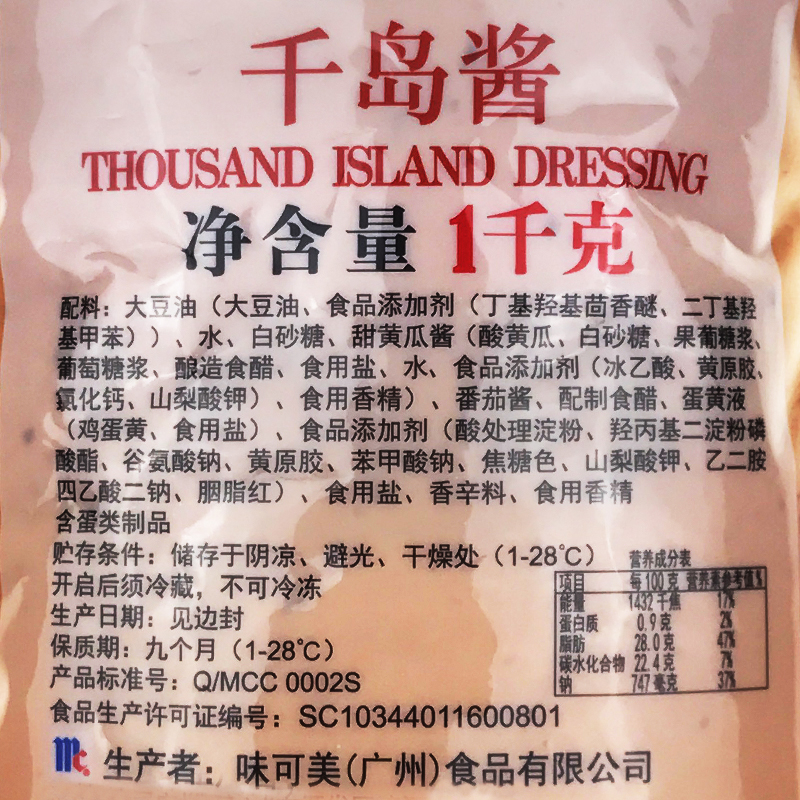 千岛酱
THOUSAND ISLAND DRESSING
净含量 1千克
配料：大豆油（大豆油、食品添加剂（丁基羟基茴香醚、二丁基羟
基甲苯））、水、白砂糖、甜黄瓜酱（酸黄瓜、白砂糖、果葡糖浆、
葡萄糖浆、酿造食醋、食用盐、水、食品添加剂（冰乙酸、黄原胶、
氯化钙、山梨酸钾）、食用香精）、番茄酱、配制食醋、蛋黄液
（鸡蛋黄、食用盐）、食品添加剂（酸处理淀粉、羟丙基二淀粉磷
酸酯、谷氨酸钠、黄原胶、苯甲酸钠、焦糖色、山梨酸钾、乙二胺
四乙酸二钠、胭脂红）、食用盐、香辛料、食用香精
含蛋类制品
贮存条件：储存于阴凉、避光、干燥处（1-28℃）
开启后须冷藏，不可冷冻
生产日期：见边封
保质期：九个月（1-28℃）
产品标准号：Q/MCC 0002S
营养成分表
项目 每100克 营养素参考值%
能量 1432千焦 17%
蛋白质 0.9克 2%
脂肪 28.0克 47%
碳水化合物 22.4克 7%
钠 747毫克 37%
食品生产许可证编号：SC10344011600801
Mc 生产者：味可美(广州)食品有限公司